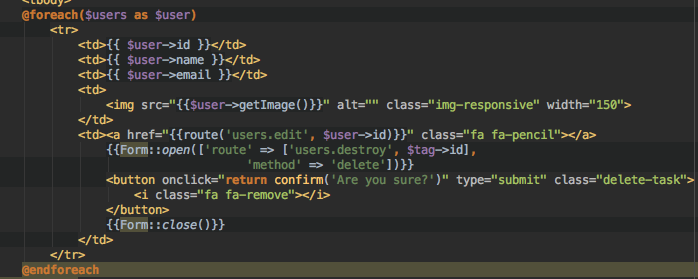 <tbody>
@foreach($users as $user)
<tr>
<td>{{ $user->id }}</td>
<td>{{ $user->name }}</td>
<td>{{ $user->email }}</td>
<td>
<img src="{{$user->getImage()}}" alt="" class="img-responsive" width="150">
</td>
<td><a href="{{route('users.edit', $user->id)}}" class="fa fa-pencil"></a>
{{Form::open(['route' => ['users.destroy', $tag->id],
'method' => 'delete'])}}
<button onclick="return confirm('Are you sure?')" type="submit" class="delete-task">
<i class="fa fa-remove"></i>
</button>
{{Form::close()}}
</td>
</tr>
@endforeach